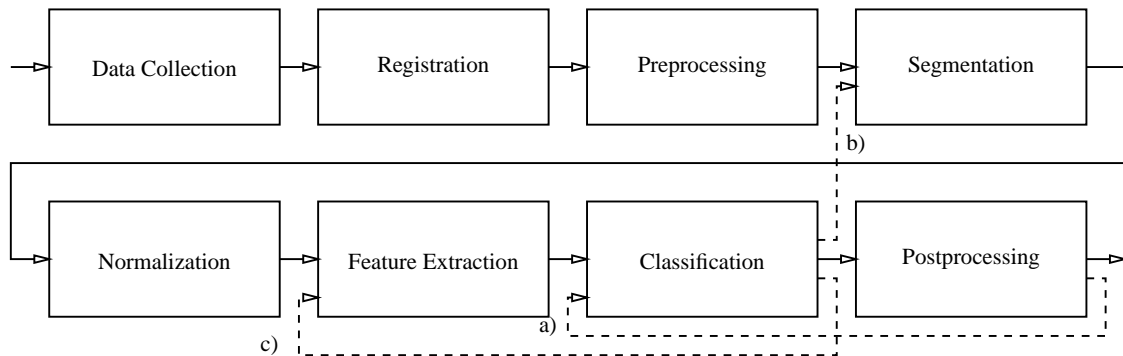 Data Collection
Registration
Preprocessing
Segmentation
b)
Normalization
Feature Extraction
Classification
Postprocessing
a)
c)